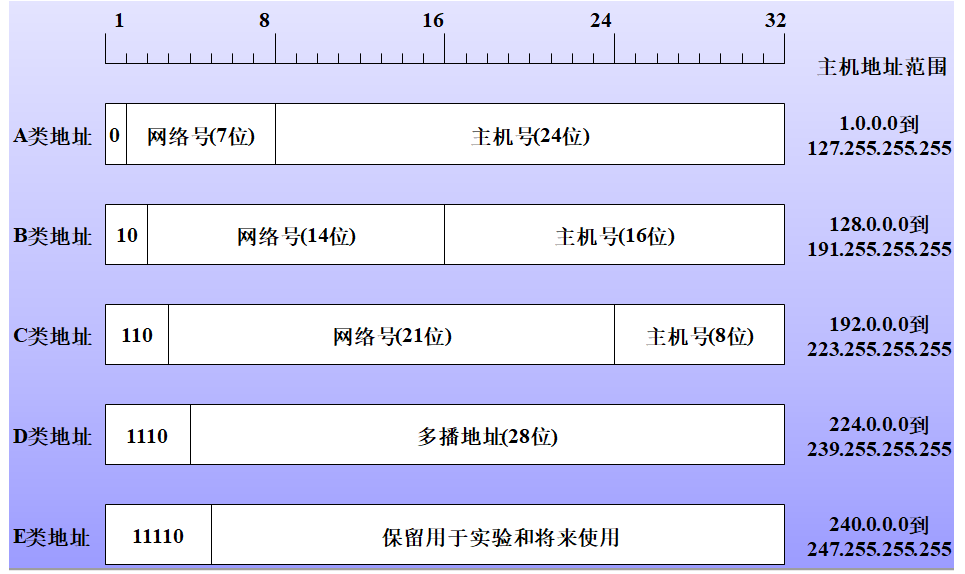 1 8 16 24 32
主机地址范围
A类地址 0 网络号(7位) 主机号(24位) 1.0.0.0到
127.255.255.255
B类地址 10 网络号(14位) 主机号(16位) 128.0.0.0到
191.255.255.255
C类地址 110 网络号(21位) 主机号(8位) 192.0.0.0到
223.255.255.255
D类地址 1110 多播地址(28位) 224.0.0.0到
239.255.255.255
E类地址 11110 保留用于实验和将来使用 240.0.0.0到
247.255.255.255